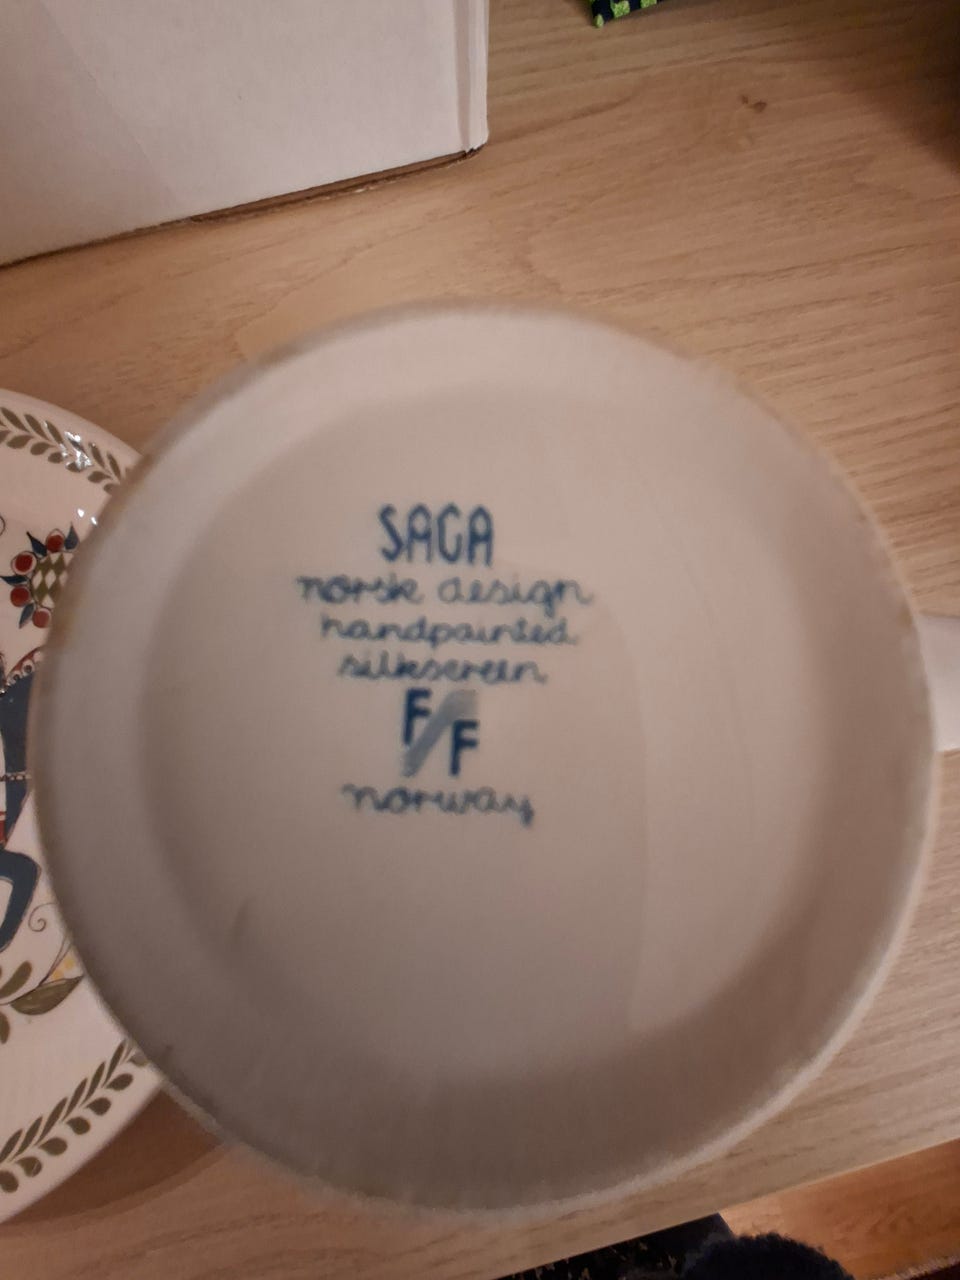 SAGA
norsk design
handpainted
silkscreen
F/F
norway